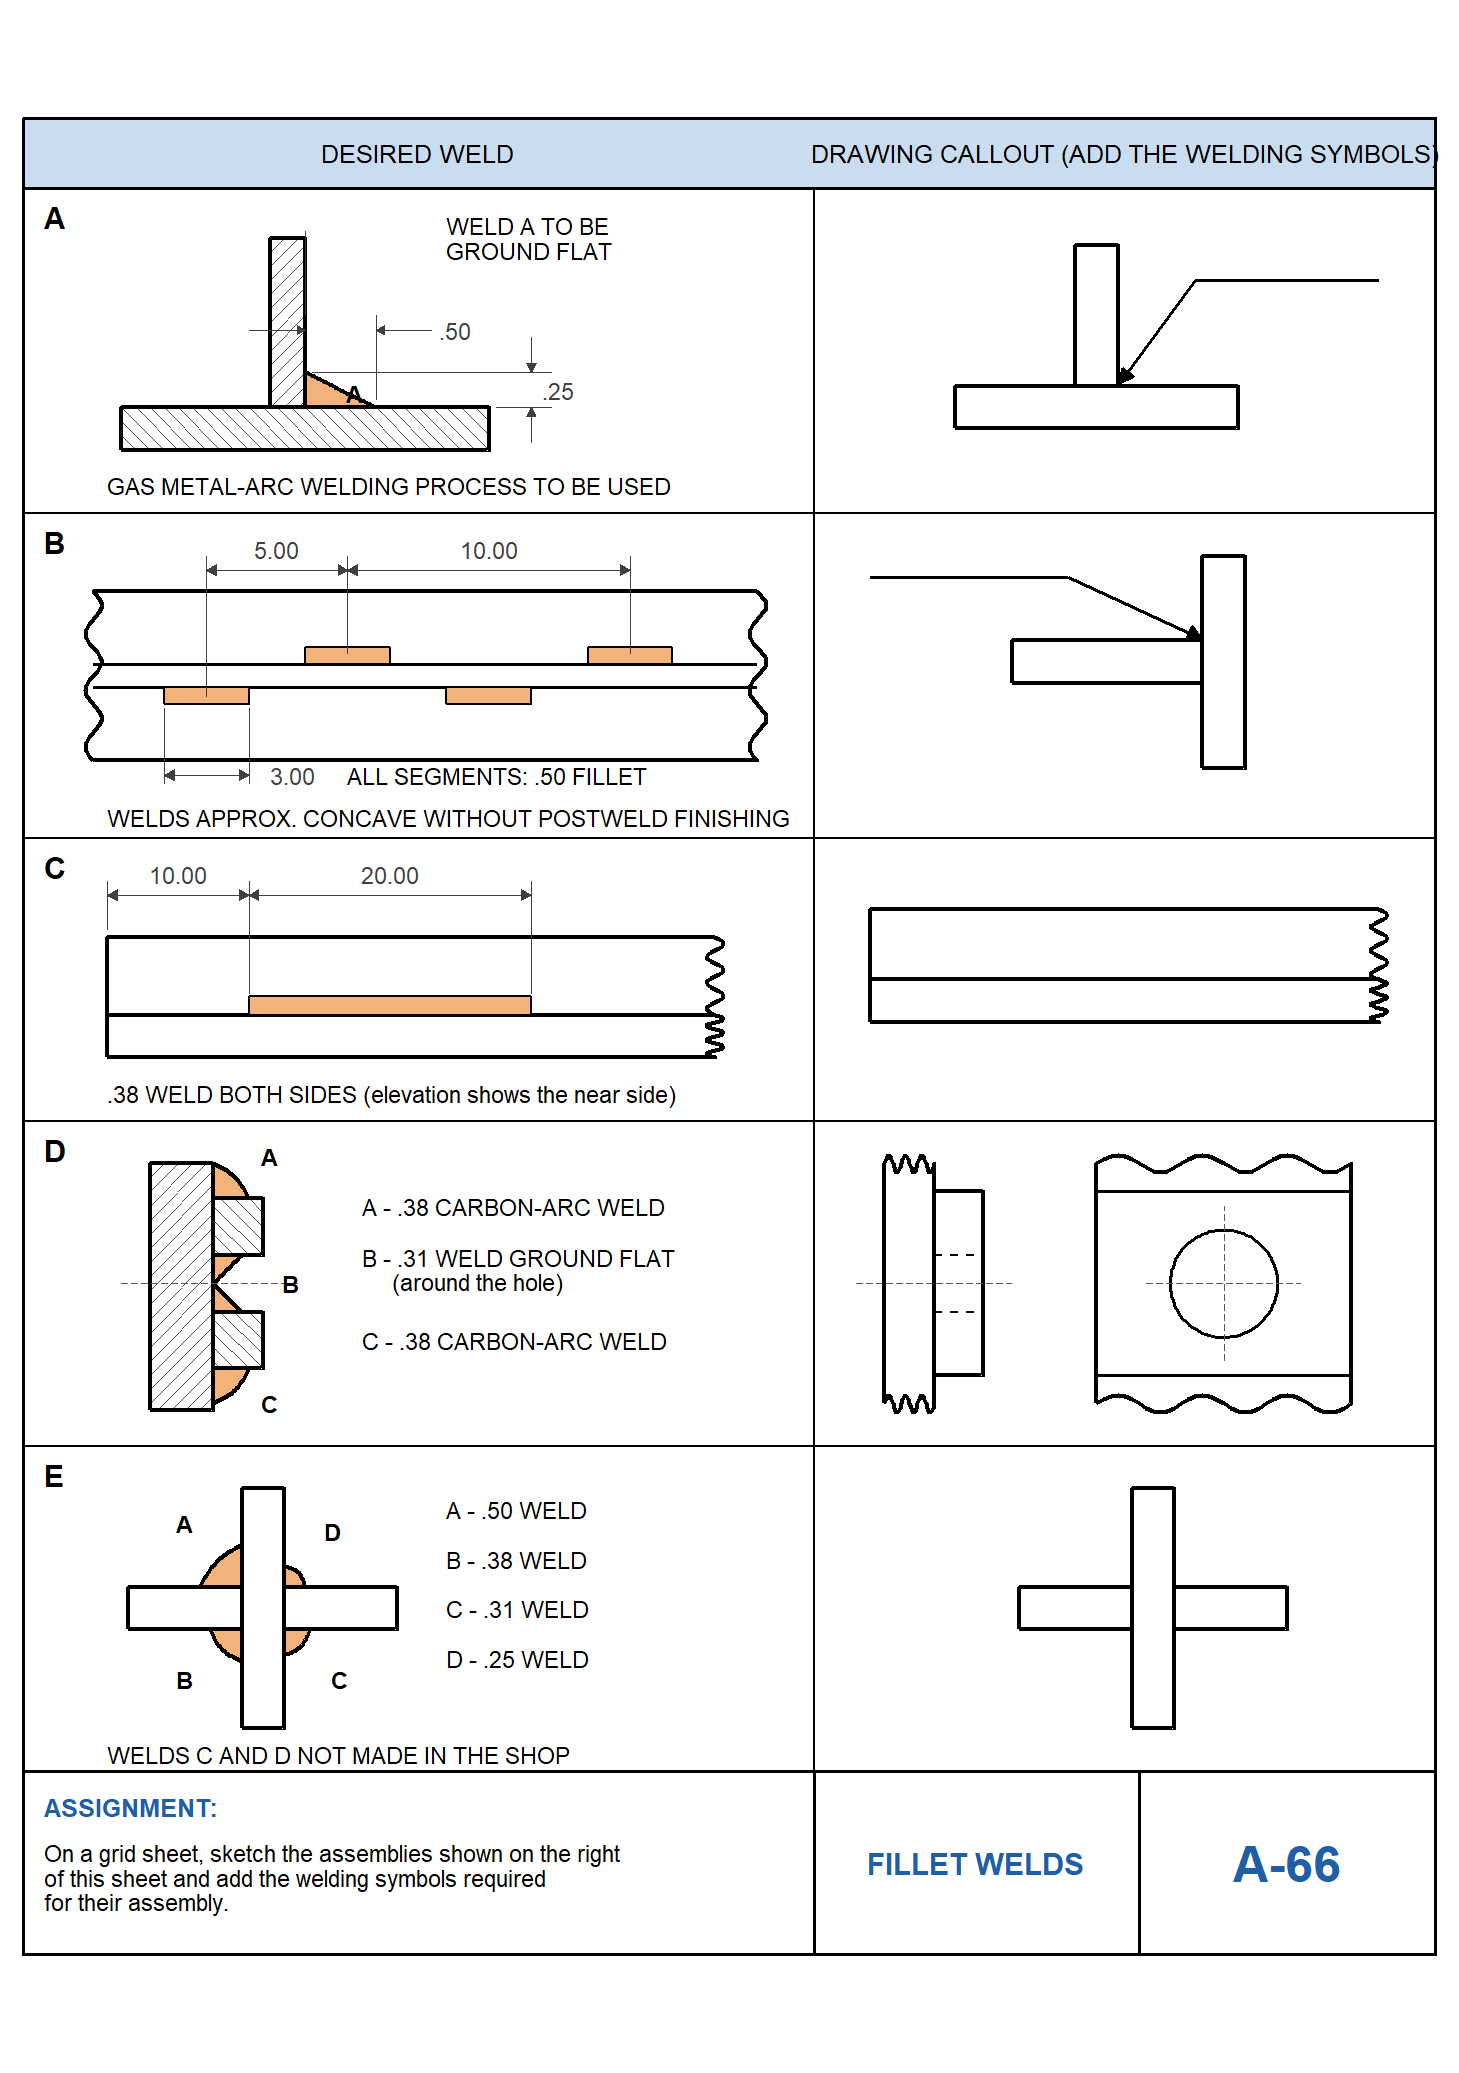 DESIRED WELD
DRAWING CALLOUT (ADD THE WELDING SYMBOLS)
A
WELD A TO BE
GROUND FLAT
.50
.25
A
GAS METAL-ARC WELDING PROCESS TO BE USED
B
5.00
10.00
3.00
ALL SEGMENTS: .50 FILLET
WELDS APPROX. CONCAVE WITHOUT POSTWELD FINISHING
C
10.00
20.00
.38 WELD BOTH SIDES (elevation shows the near side)
D
A
A - .38 CARBON-ARC WELD
B - .31 WELD GROUND FLAT
(around the hole)
B
C - .38 CARBON-ARC WELD
C
E
A
D
A - .50 WELD
B - .38 WELD
C - .31 WELD
D - .25 WELD
B
C
WELDS C AND D NOT MADE IN THE SHOP
ASSIGNMENT:
On a grid sheet, sketch the assemblies shown on the right
of this sheet and add the welding symbols required
for their assembly.
FILLET WELDS
A-66